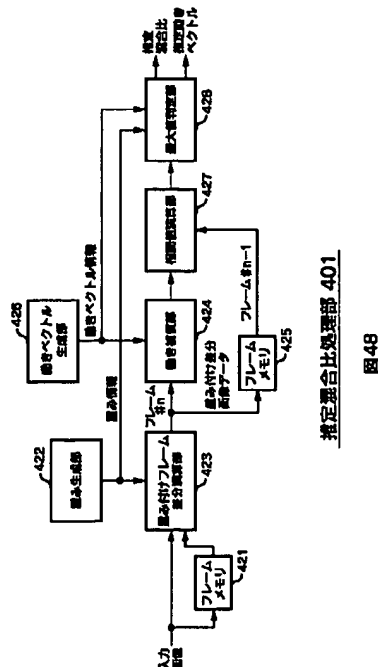 入力
画像
フレーム
メモリ
421
重み生成部
422
重み付けフレーム
差分演算部
423
重み情報
動きベクトル
生成部
426
動きベクトル情報
フレーム
#n
重み付け差分
画像データ
動き補償部
424
フレーム
メモリ
425
フレーム#n-1
相関値演算部
427
最大値判定部
428
推定
混合比
推定動き
ベクトル
推定混合比処理部 401
図48